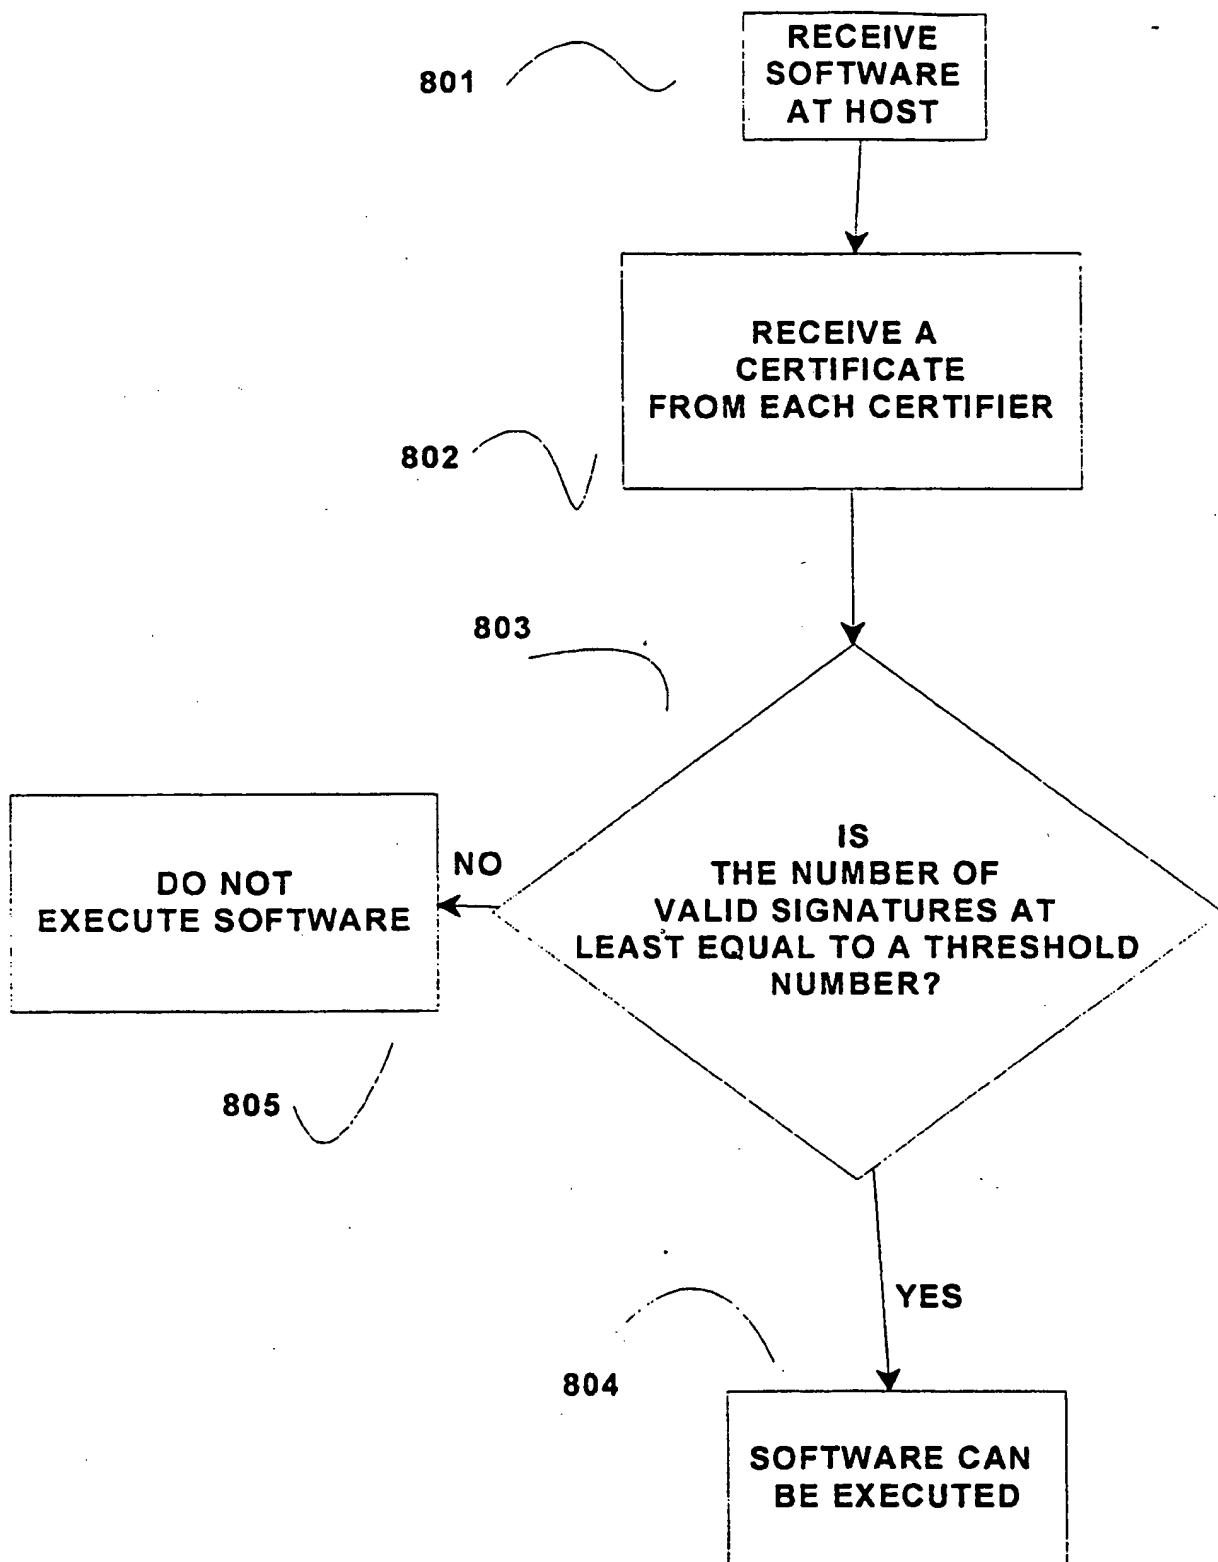 RECEIVE
SOFTWARE
AT HOST
801
RECEIVE A
CERTIFICATE
FROM EACH CERTIFIER
802
803
IS
THE NUMBER OF
VALID SIGNATURES AT
LEAST EQUAL TO A THRESHOLD
NUMBER?
NO
DO NOT
EXECUTE SOFTWARE
805
YES
804
SOFTWARE CAN
BE EXECUTED